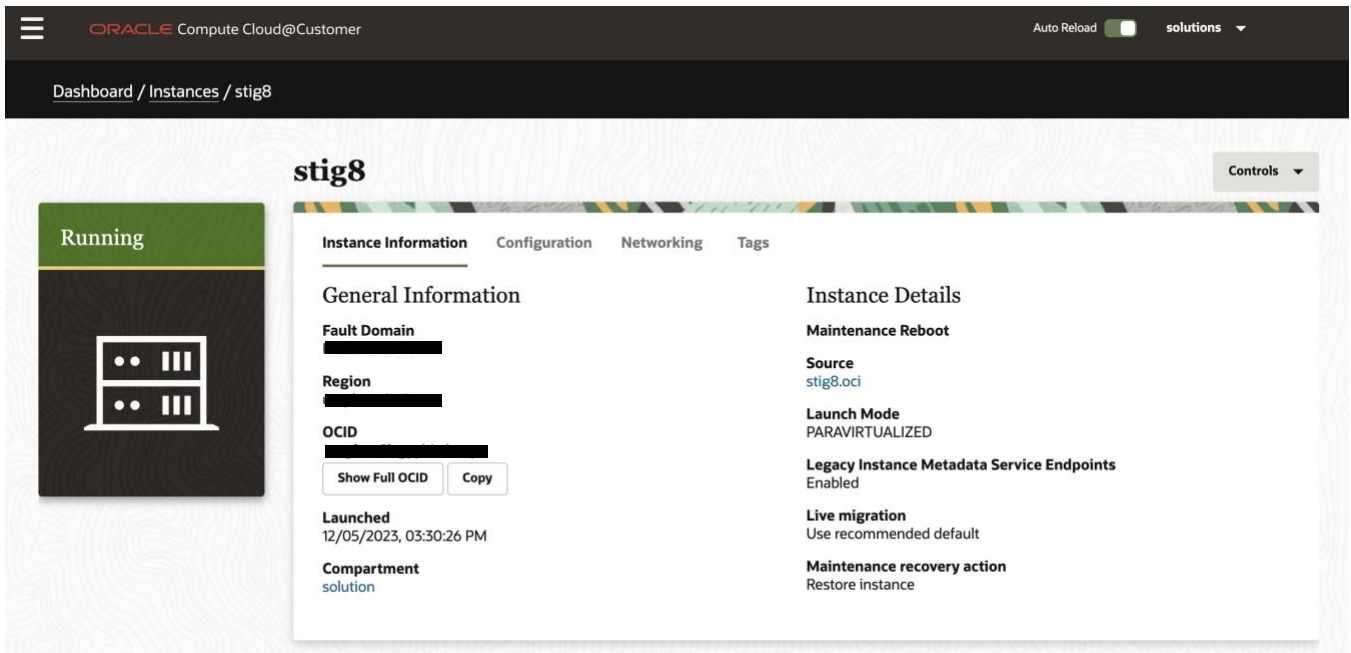 ORACLE Compute Cloud@Customer
Auto Reload
solutions
Dashboard / Instances / stig8
stig8
Controls
Running
Instance Information
Configuration
Networking
Tags
General Information
Fault Domain
Region
OCID
Show Full OCID
Copy
Launched
12/05/2023, 03:30:26 PM
Compartment
solution
Instance Details
Maintenance Reboot
Source
stig8.oci
Launch Mode
PARAVIRTUALIZED
Legacy Instance Metadata Service Endpoints
Enabled
Live migration
Use recommended default
Maintenance recovery action
Restore instance